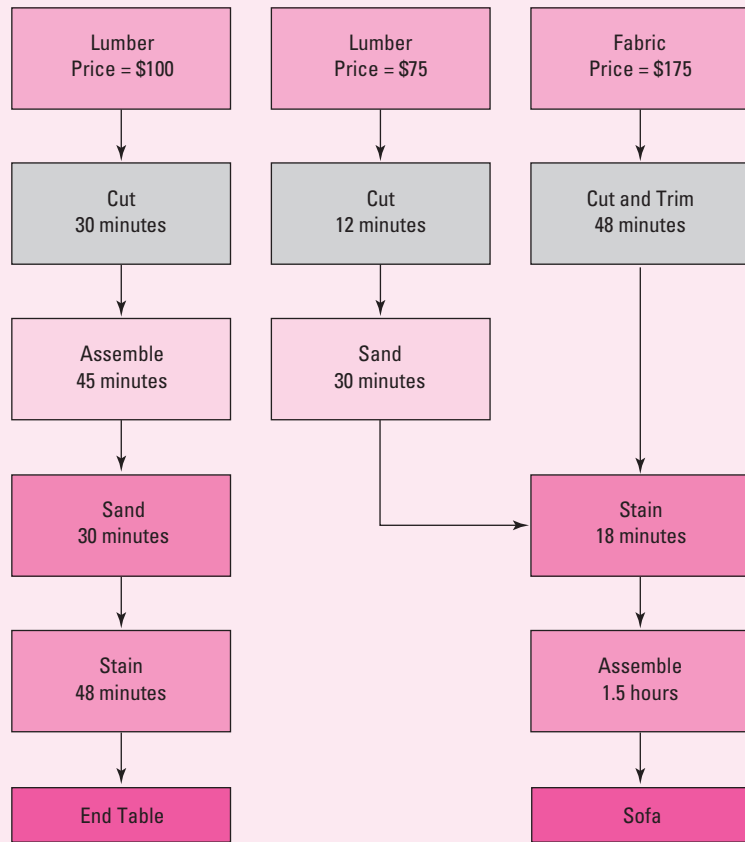 Lumber
Price = $100
Lumber
Price = $75
Fabric
Price = $175
Cut
30 minutes
Cut
12 minutes
Cut and Trim
48 minutes
Assemble
45 minutes
Sand
30 minutes
Sand
30 minutes
Stain
18 minutes
Stain
48 minutes
Assemble
1.5 hours
End Table
Sofa